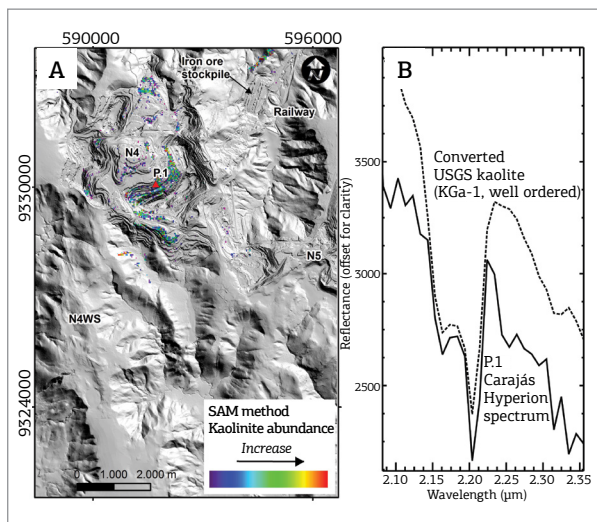 590000
596000
A
Iron ore
stockpile
Railway
N4
P.1
N5
N4WS
9330000
9324000
SAM method
Kaolinite abundance
Increase
0 1.000 2.000 m
B
Converted
USGS kaolite
(KGa-1, well ordered)
P.1
Carajás
Hyperion
spectrum
Reflectance (offset for clarity)
3500
3000
2500
2.10 2.15 2.20 2.25 2.30 2.35
Wavelength (µm)